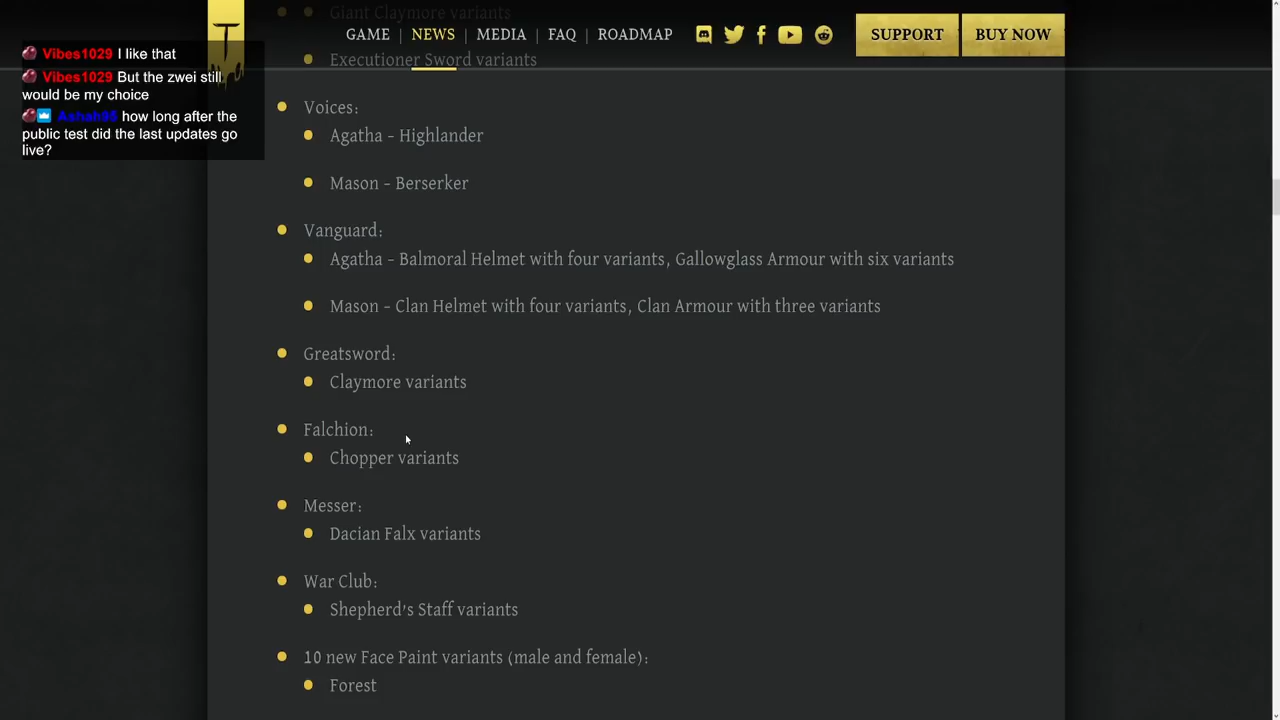 Giant Claymore variants
GAME | NEWS | MEDIA | FAQ | ROADMAP
SUPPORT
BUY NOW
Executioner Sword variants
Vibes1029 I like that
Vibes1029 But the zwei still
would be my choice
Ashah95 how long after the
public test did the last updates go
live?
Voices:
Agatha – Highlander
Mason – Berserker
Vanguard:
Agatha – Balmoral Helmet with four variants, Gallowglass Armour with six variants
Mason – Clan Helmet with four variants, Clan Armour with three variants
Greatsword:
Claymore variants
Falchion:
Chopper variants
Messer:
Dacian Falx variants
War Club:
Shepherd's Staff variants
10 new Face Paint variants (male and female):
Forest